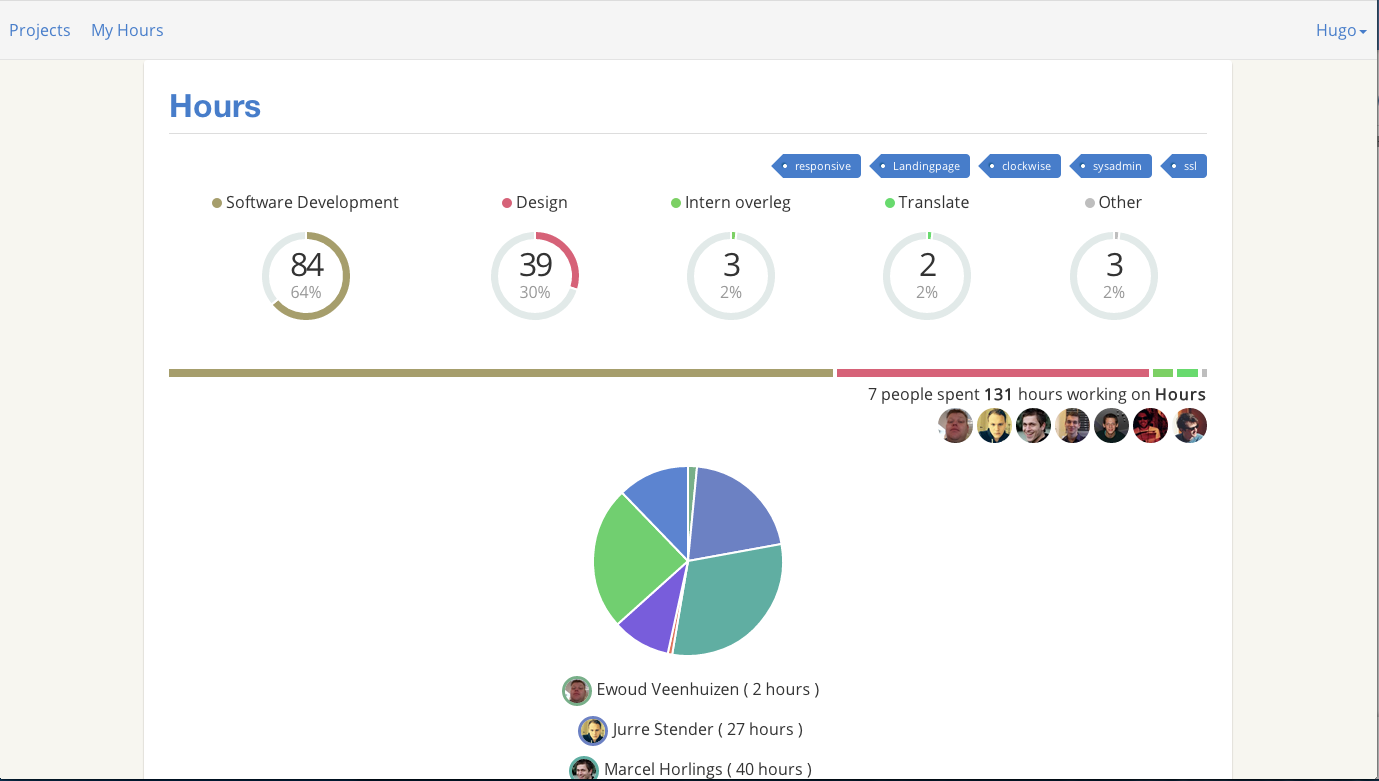 Projects My Hours Hugo
Hours
responsive Landingpage clockwise sysadmin ssl
Software Development Design Intern overleg Translate Other
84 39 3 2 3
64% 30% 2% 2% 2%
7 people spent 131 hours working on Hours
Ewoud Veenhuizen ( 2 hours )
Jurre Stender ( 27 hours )
Marcel Horlings ( 40 hours )